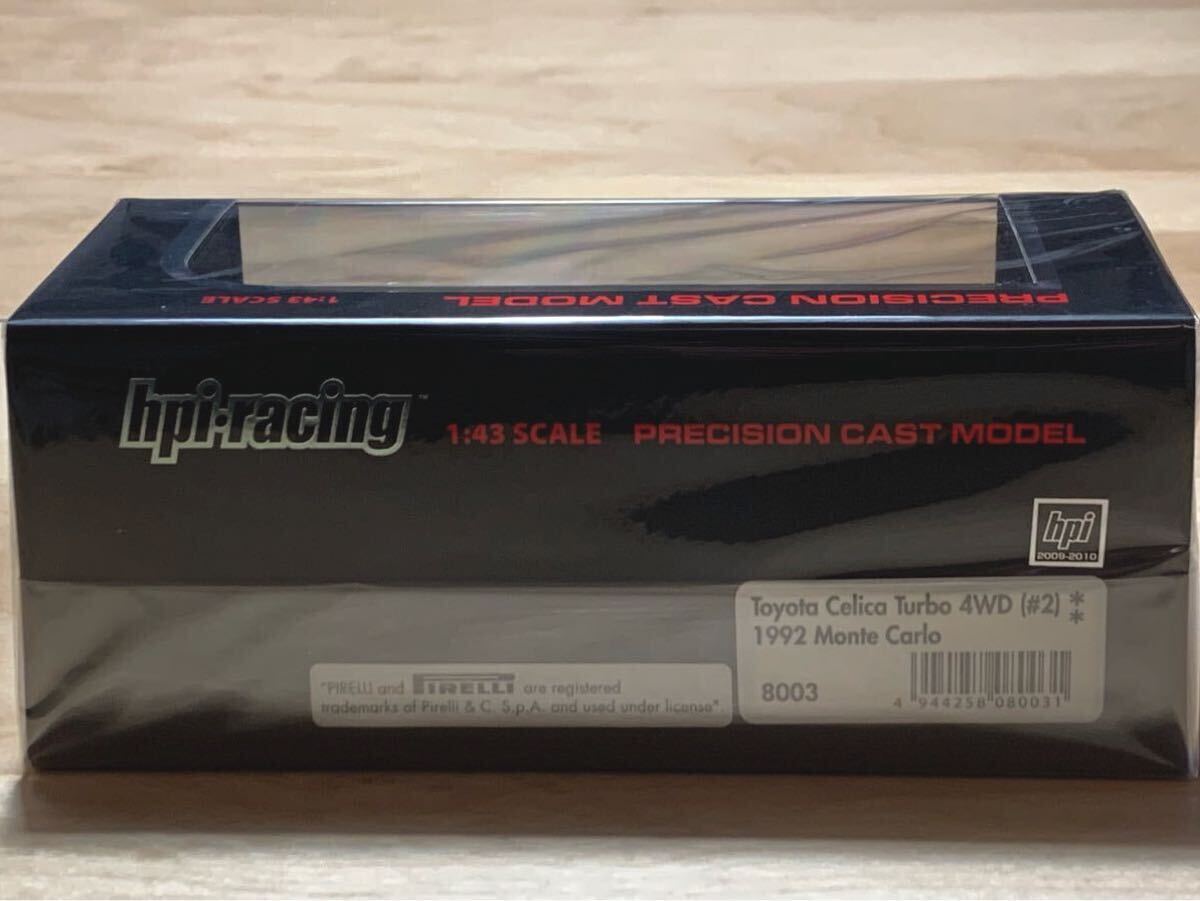 PRECISION CAST MODEL 1:43 SCALE
hpi·racing™ 1:43 SCALE PRECISION CAST MODEL
hpi
2009-2010
Toyota Celica Turbo 4WD (#2) **
1992 Monte Carlo
8003
4 944258 080031
"PIRELLI and PIRELLI are registered
trademarks of Pirelli & C. S.p.A. and used under license".